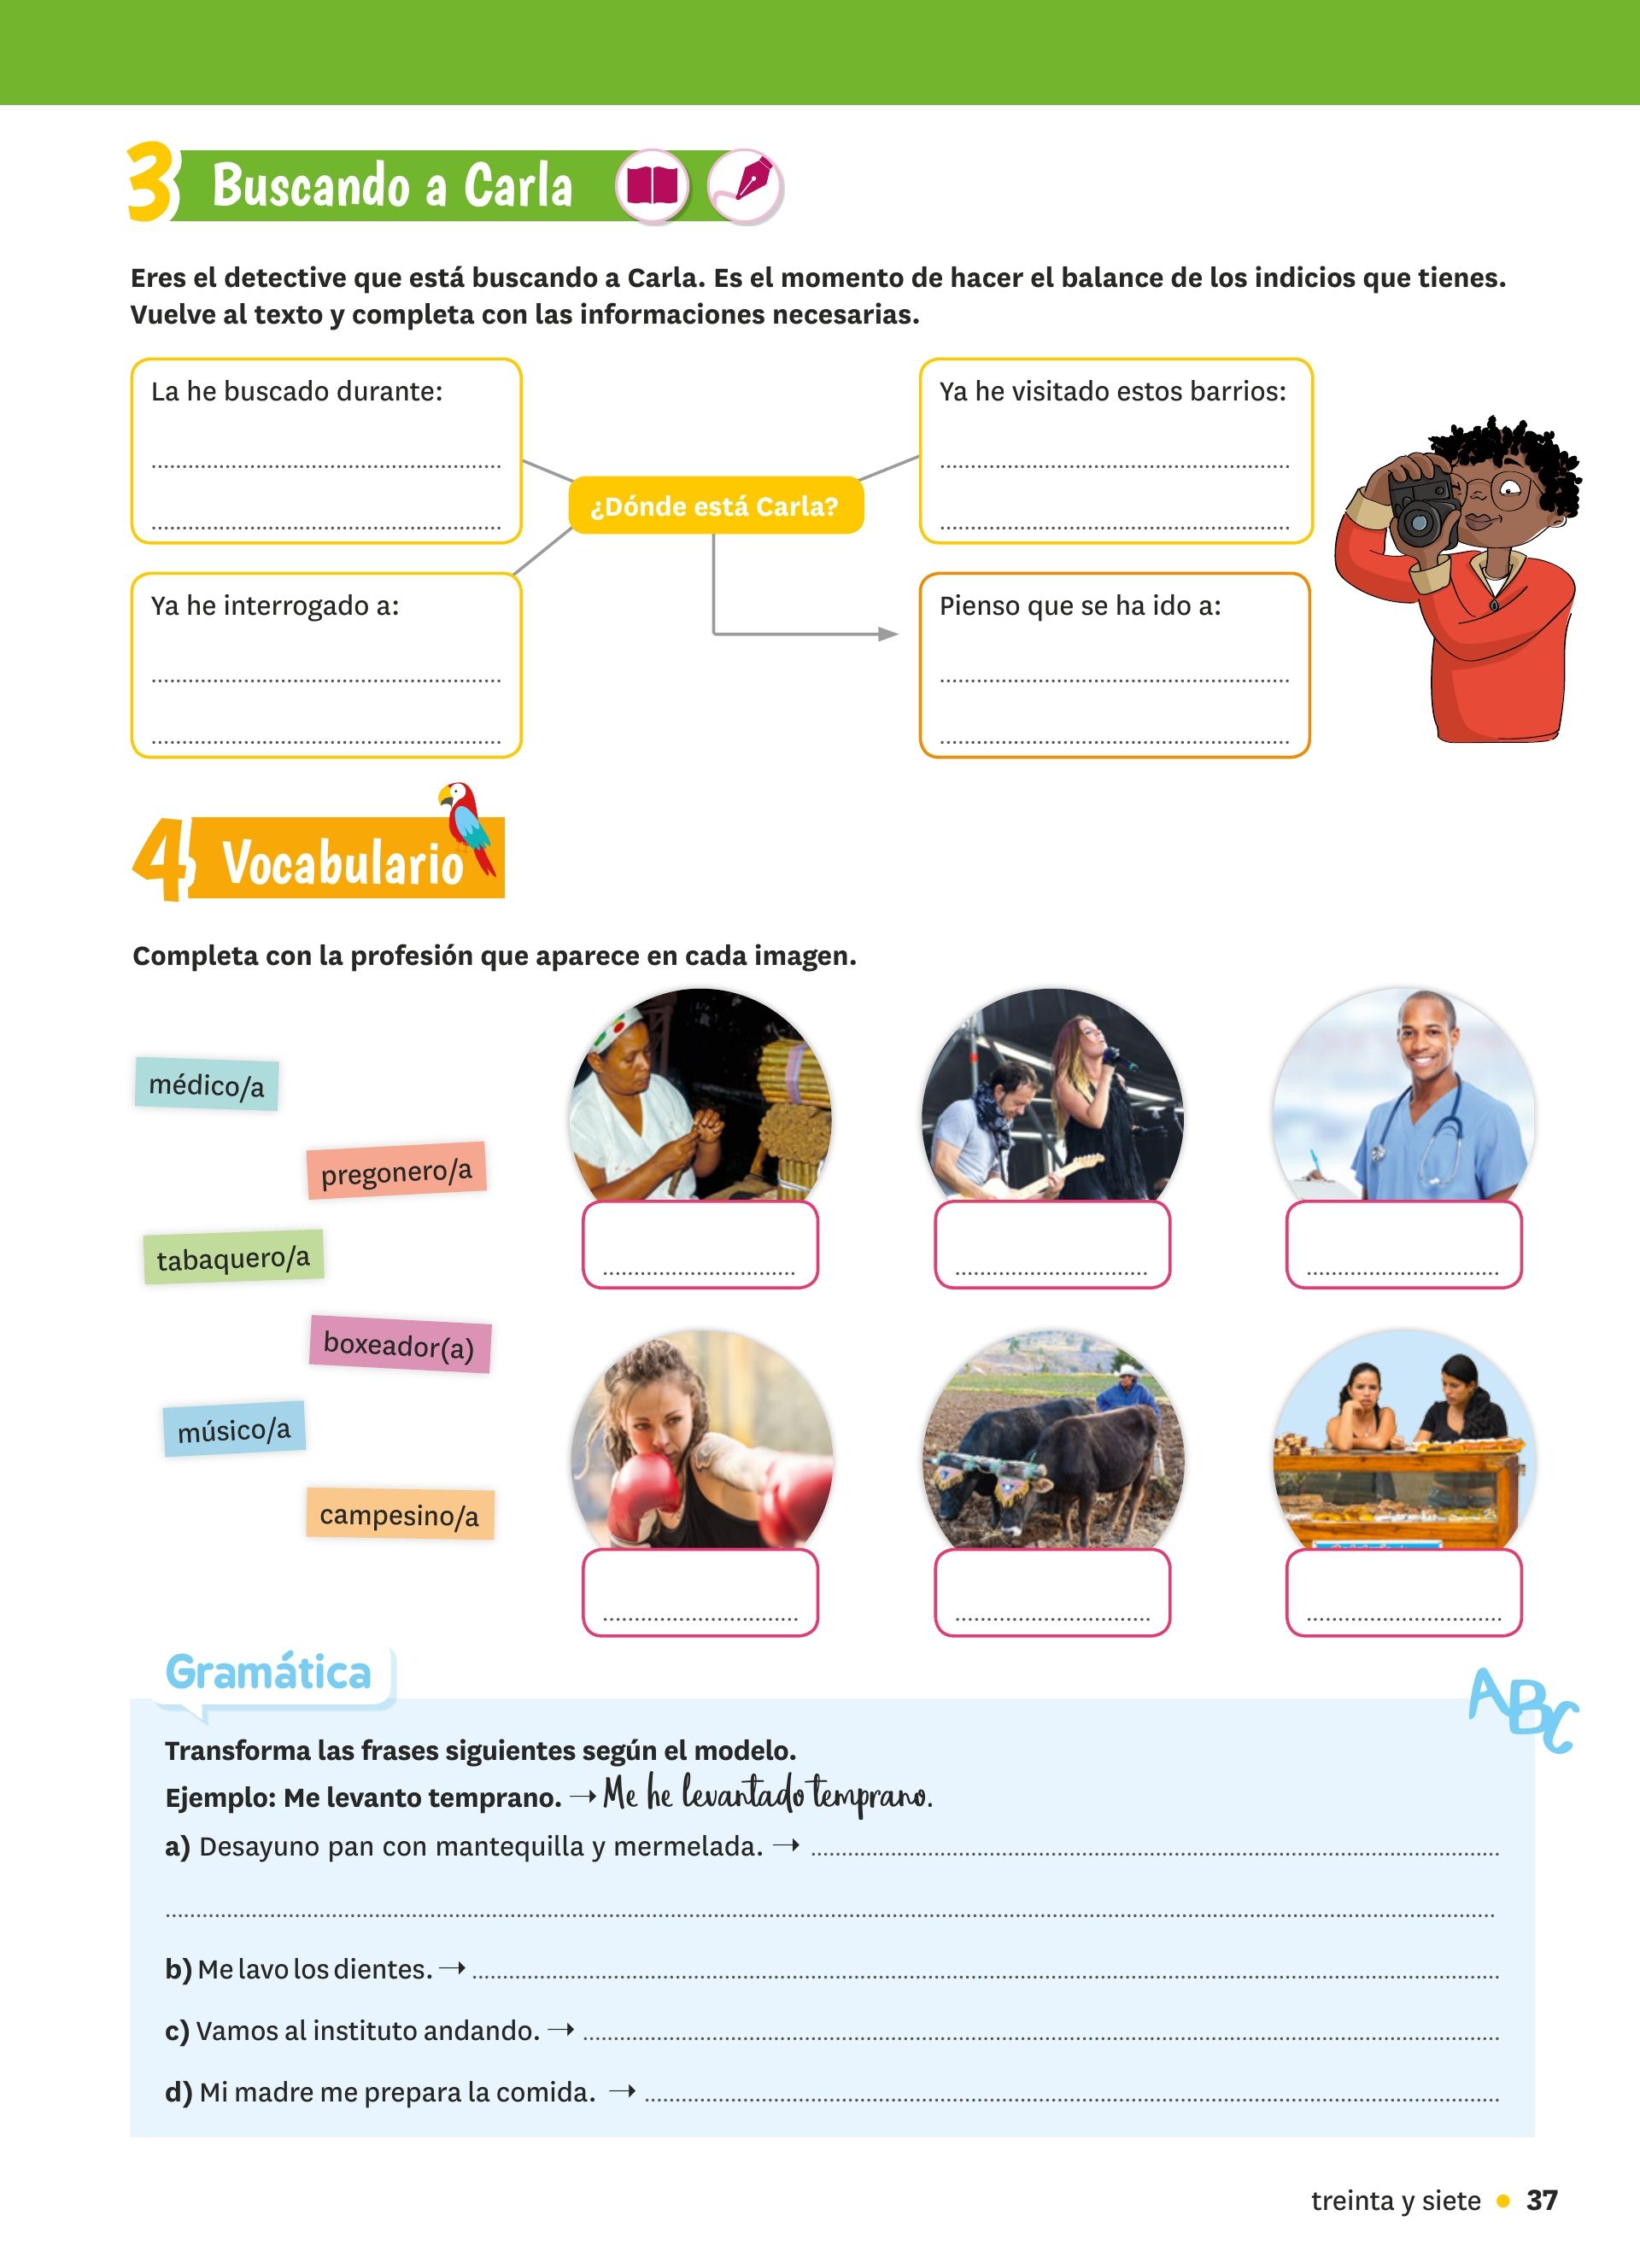 3 Buscando a Carla
Eres el detective que está buscando a Carla. Es el momento de hacer el balance de los indicios que tienes.
Vuelve al texto y completa con las informaciones necesarias.
La he buscado durante:
Ya he visitado estos barrios:
¿Dónde está Carla?
Ya he interrogado a:
Pienso que se ha ido a:
4 Vocabulario
Completa con la profesión que aparece en cada imagen.
médico/a
pregonero/a
tabaquero/a
boxeador(a)
músico/a
campesino/a
Gramática
ABC
Transforma las frases siguientes según el modelo.
Ejemplo: Me levanto temprano. → Me he levantado temprano.
a) Desayuno pan con mantequilla y mermelada. →
b) Me lavo los dientes. →
c) Vamos al instituto andando. →
d) Mi madre me prepara la comida. →
treinta y siete • 37